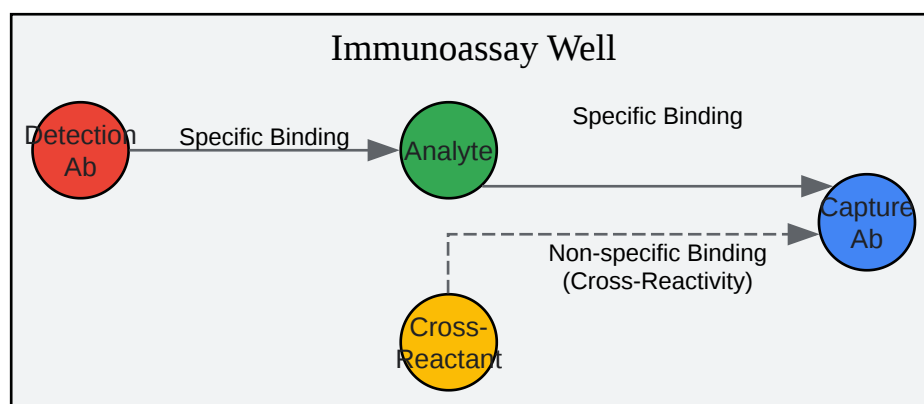 Immunoassay Well
Detection
Ab
Specific Binding
Analyte
Specific Binding
Capture
Ab
Non-specific Binding
(Cross-Reactivity)
Cross-
Reactant